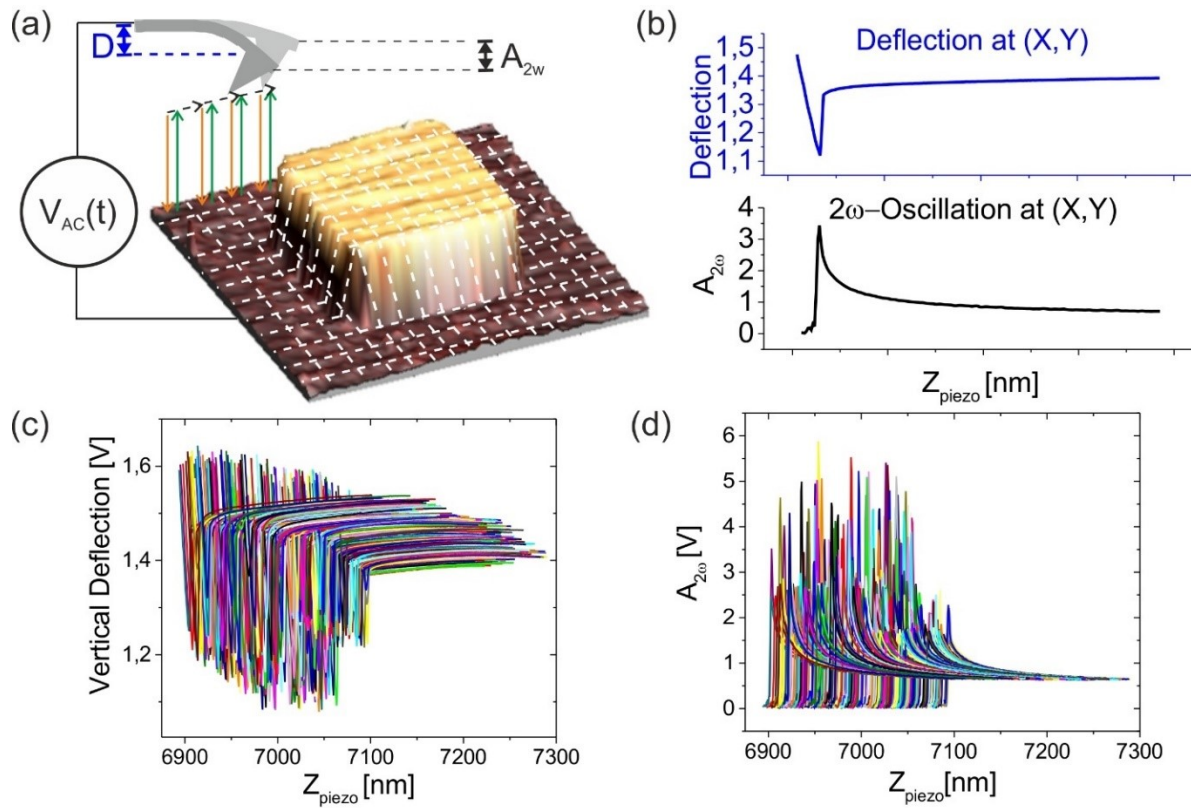 (a)
D
A2w
VAC(t)
(b)
Deflection at (X,Y)
Deflection
1,5
1,4
1,3
1,2
1,1
2ω–Oscillation at (X,Y)
A2ω
4
3
2
1
0
Zpiezo [nm]
(c)
Vertical Deflection [V]
1,6
1,4
1,2
6900 7000 7100 7200 7300
Zpiezo [nm]
(d)
A2ω [V]
6
5
4
3
2
1
0
6900 7000 7100 7200 7300
Zpiezo [nm]